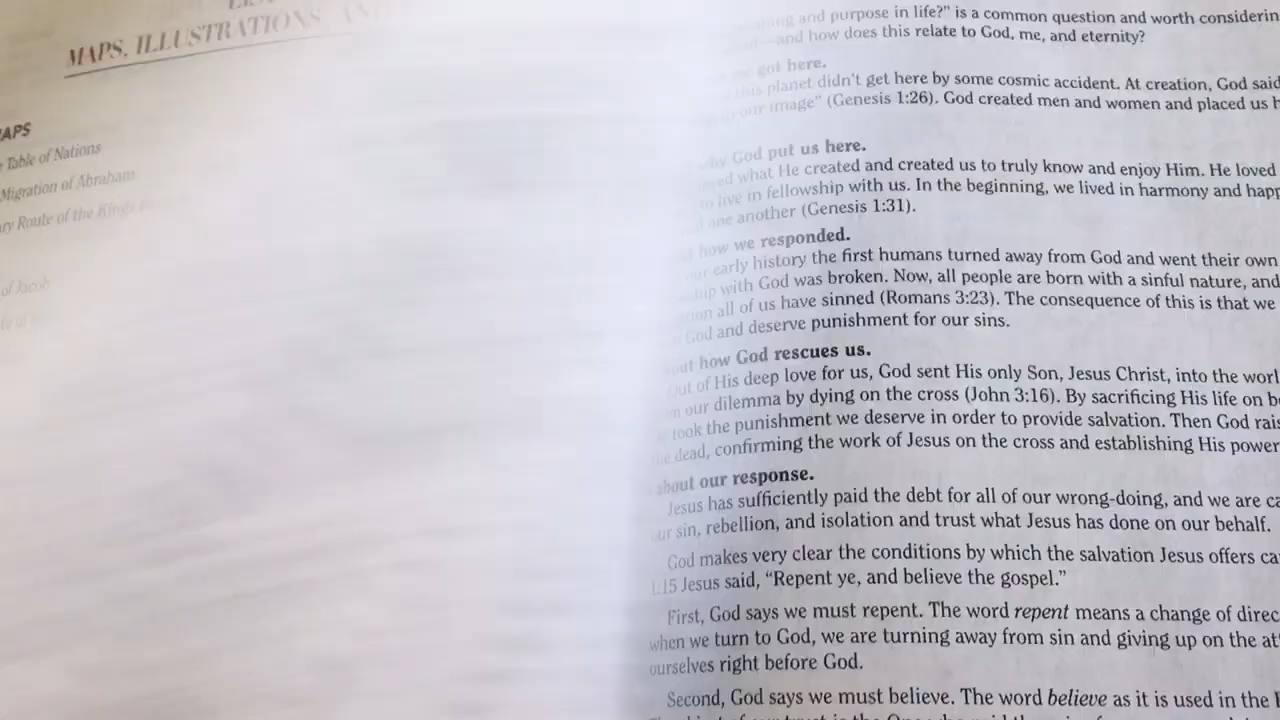 MAPS, ILLUSTRATIONS
Table of Nations
Migration of Abraham
Route of the Kings
of Jacob
and purpose in life?” is a common question and worth
and how does this relate to God, me, and eternity?
got here.
this planet didn’t get here by some cosmic accident. At creation, God said
our image” (Genesis 1:26). God created men and women and placed us
God put us here.
what He created and created us to truly know and enjoy Him. He loved
to live in fellowship with us. In the beginning, we lived in harmony and
one another (Genesis 1:31).
how we responded.
early history the first humans turned away from God and went their own
with God was broken. Now, all people are born with a sinful nature, and
all of us have sinned (Romans 3:23). The consequence of this is that we
God and deserve punishment for our sins.
how God rescues us.
Out of His deep love for us, God sent His only Son, Jesus Christ, into the
our dilemma by dying on the cross (John 3:16). By sacrificing His life on
took the punishment we deserve in order to provide salvation. Then God
dead, confirming the work of Jesus on the cross and establishing His power
about our response.
Jesus has sufficiently paid the debt for all of our wrong-doing, and we are
our sin, rebellion, and isolation and trust what Jesus has done on our behalf.
God makes very clear the conditions by which the salvation Jesus offers
1:15 Jesus said, “Repent ye, and believe the gospel.”
First, God says we must repent. The word repent means a change of
when we turn to God, we are turning away from sin and giving up on the
ourselves right before God.
Second, God says we must believe. The word believe as it is used in the